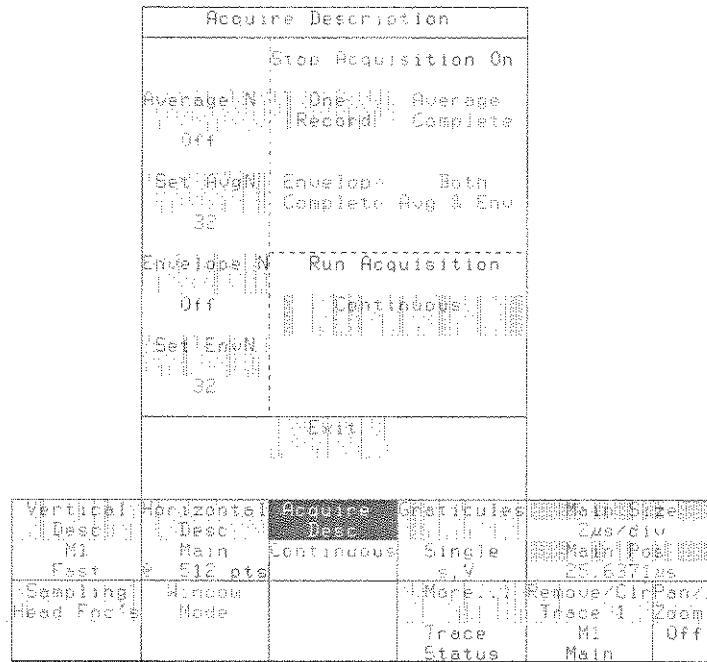 Acquire Description
Stop Acquisition On
Average N
Off
One Record
Average Complete
Set AvgN
32
Envelope Complete
Both Avg & Env
Envelope N
Off
Run Acquisition
Continuous
Set EnvN
32
Exit
Vertical Desc
M1
Fast
Horizontal Desc
Main
512 pts
Acquire Desc
Continuous
Graticules
Single
s,V
Main Size
2µs/div
Main Pos
25.6371µs
Sampling Head Fnc's
Window Mode
More...
Trace Status
Remove/Clr Trace 1
M1
Main
Pan/
Zoom
Off